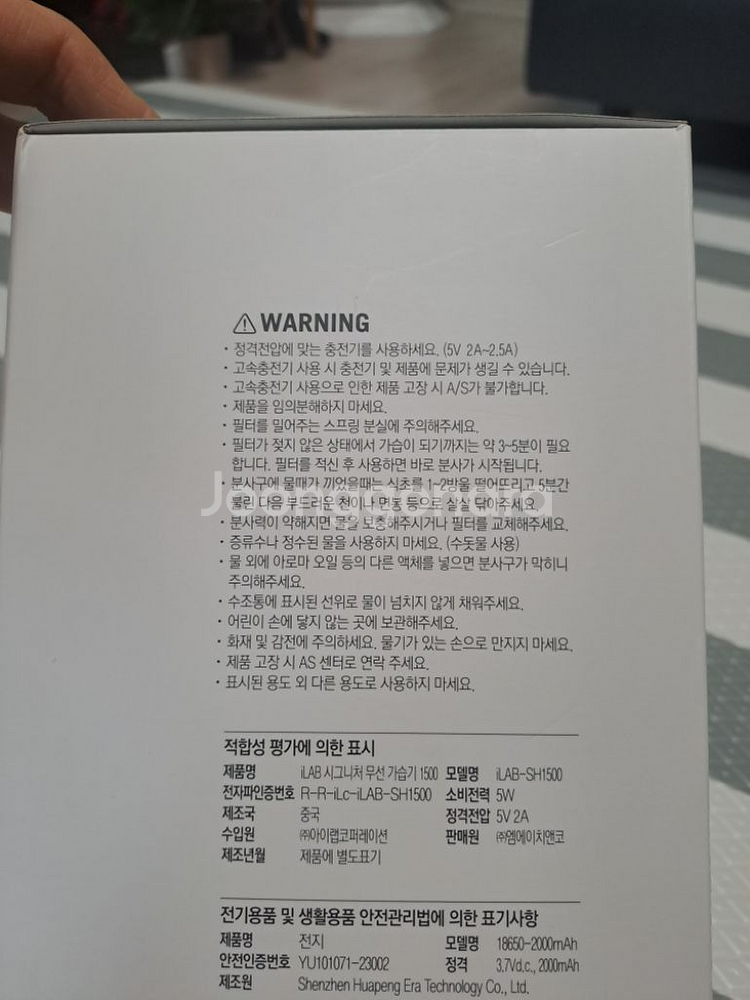 ⚠ WARNING
· 정격전압에 맞는 충전기를 사용하세요. (5V 2A~2.5A)
· 고속충전기 사용 시 충전기 및 제품에 문제가 생길 수 있습니다.
· 고속충전기 사용으로 인한 제품 고장 시 A/S가 불가합니다.
· 제품을 임의분해하지 마세요.
· 필터를 밀어주는 스프링 분실에 주의해주세요.
· 필터가 젖지 않은 상태에서 가습이 되기까지는 약 3~5분이 필요
합니다. 필터를 적신 후 사용하면 바로 분사가 시작됩니다.
· 분사구에 물때가 끼었을때는 식초를 1~2방울 떨어뜨리고 5분간
불린 다음 부드러운 천이나 면봉 등으로 살살 닦아주세요.
Joonggonara
· 분사력이 약해지면 물을 보충해주시거나 필터를 교체해주세요.
· 증류수나 정수된 물을 사용하지 마세요. (수돗물 사용)
· 물 외에 아로마 오일 등의 다른 액체를 넣으면 분사구가 막히니
주의해주세요.
· 수조통에 표시된 선위로 물이 넘치지 않게 채워주세요.
· 어린이 손에 닿지 않는 곳에 보관해주세요.
· 화재 및 감전에 주의하세요. 물기가 있는 손으로 만지지 마세요.
· 제품 고장 시 AS 센터로 연락 주세요.
· 표시된 용도 외 다른 용도로 사용하지 마세요.
적합성 평가에 의한 표시
제품명 iLAB 시그니처 무선 가습기 1500 모델명 iLAB-SH1500
전자파인증번호 R-R-iLc-iLAB-SH1500 소비전력 5W
제조국 중국 정격전압 5V 2A
수입원 ㈜아이랩코퍼레이션 판매원 ㈜엠에이치앤코
제조년월 제품에 별도표기
전기용품 및 생활용품 안전관리법에 의한 표기사항
제품명 전지 모델명 18650-2000mAh
안전인증번호 YU101071-23002 정격 3.7Vd.c., 2000mAh
제조원 Shenzhen Huapeng Era Technology Co., Ltd.